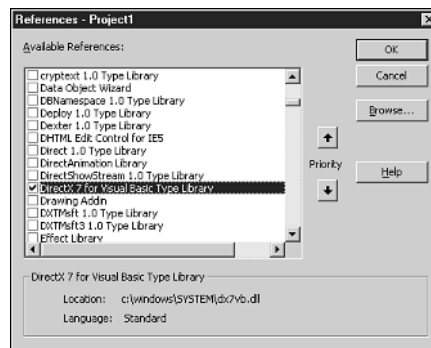 References - Project1
Available References:
cryptext 1.0 Type Library
Data Object Wizard
DBNamespace 1.0 Type Library
Deploy 1.0 Type Library
Dexter 1.0 Type Library
DHTML Edit Control for IE5
Direct 1.0 Type Library
DirectAnimation Library
DirectShowStream 1.0 Type Library
DirectX 7 for Visual Basic Type Library
Drawing Addin
DXTMsft 1.0 Type Library
DXTMsft3 1.0 Type Library
Effect Library
OK
Cancel
Browse...
Priority
Help
DirectX 7 for Visual Basic Type Library
Location: c:\windows\SYSTEM\dx7vb.dll
Language: Standard